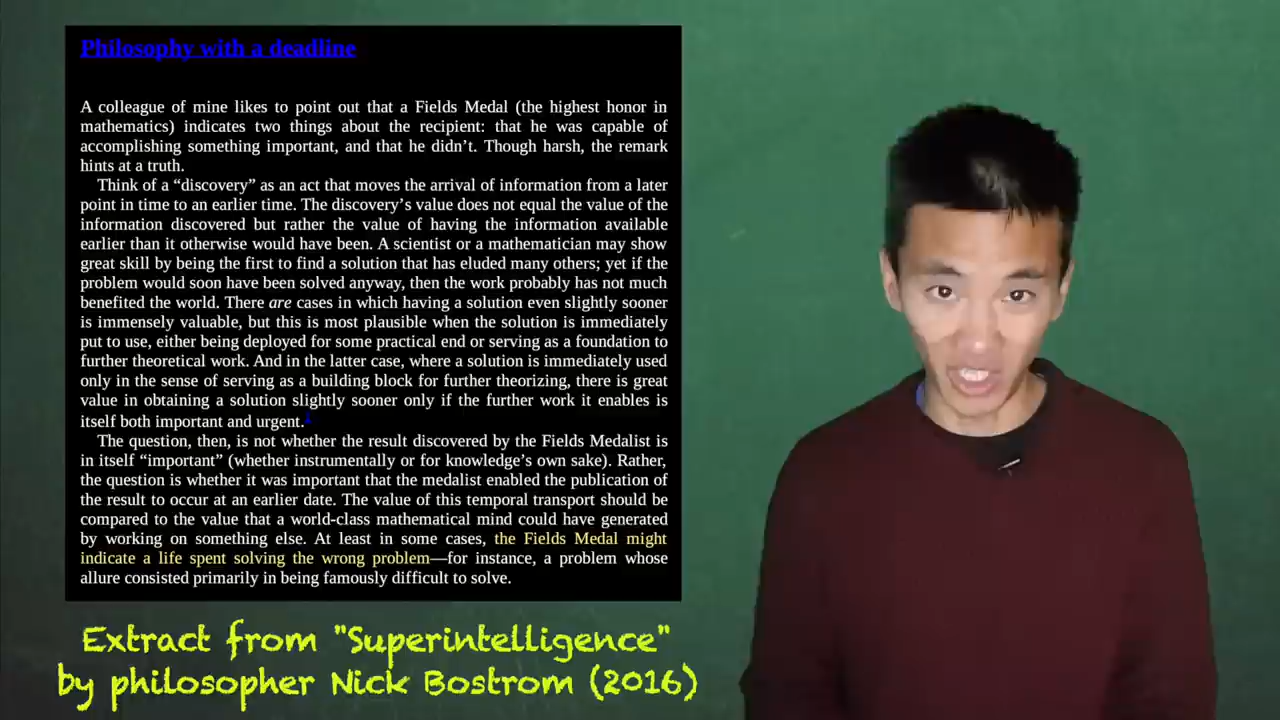 Philosophy with a deadline
A colleague of mine likes to point out that a Fields Medal (the highest honor in
mathematics) indicates two things about the recipient: that he was capable of
accomplishing something important, and that he didn't. Though harsh, the remark
hints at a truth.
Think of a “discovery” as an act that moves the arrival of information from a later
point in time to an earlier time. The discovery's value does not equal the value of the
information discovered but rather the value of having the information available
earlier than it otherwise would have been. A scientist or a mathematician may show
great skill by being the first to find a solution that has eluded many others; yet if the
problem would soon have been solved anyway, then the work probably has not much
benefited the world. There are cases in which having a solution even slightly sooner
is immensely valuable, but this is most plausible when the solution is immediately
put to use, either being deployed for some practical end or serving as a foundation to
further theoretical work. And in the latter case, where a solution is immediately used
only in the sense of serving as a building block for further theorizing, there is great
value in obtaining a solution slightly sooner only if the further work it enables is
itself both important and urgent.
The question, then, is not whether the result discovered by the Fields Medalist is
in itself “important” (whether instrumentally or for knowledge's own sake). Rather,
the question is whether it was important that the medalist enabled the publication of
the result to occur at an earlier date. The value of this temporal transport should be
compared to the value that a world-class mathematical mind could have generated
by working on something else. At least in some cases, the Fields Medal might
indicate a life spent solving the wrong problem—for instance, a problem whose
allure consisted primarily in being famously difficult to solve.
Extract from "Superintelligence"
by philosopher Nick Bostrom (2016)